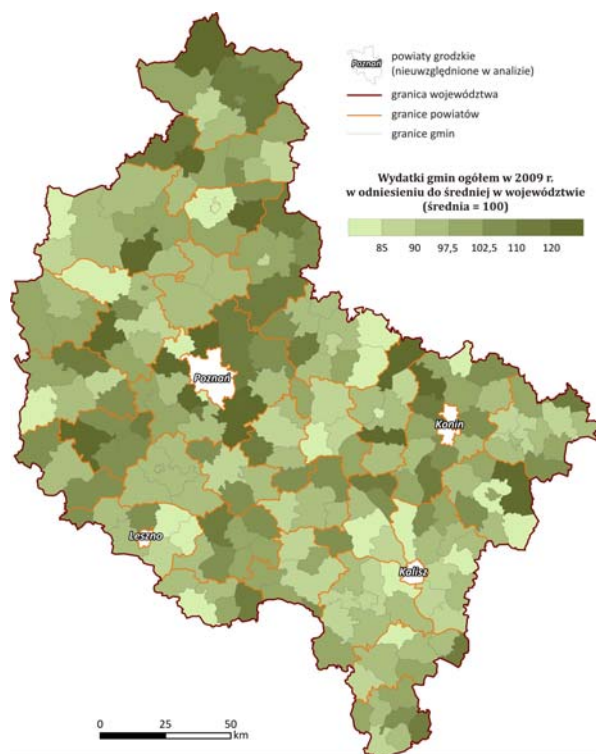 Poznań
powiaty grodzkie
(nieuwzględnione w analizie)
granica województwa
granice powiatów
granice gmin
Wydatki gmin ogółem w 2009 r.
w odniesieniu do średniej w województwie
(średnia = 100)
85 90 97,5 102,5 110 120
Poznań
Konin
Leszno
Kalisz
0 25 50
km